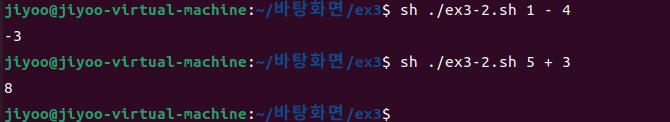 jiyoo@jiyoo-virtual-machine:~/바탕화면/ex3$ sh ./ex3-2.sh 1 - 4
-3
jiyoo@jiyoo-virtual-machine:~/바탕화면/ex3$ sh ./ex3-2.sh 5 + 3
8
jiyoo@jiyoo-virtual-machine:~/바탕화면/ex3$